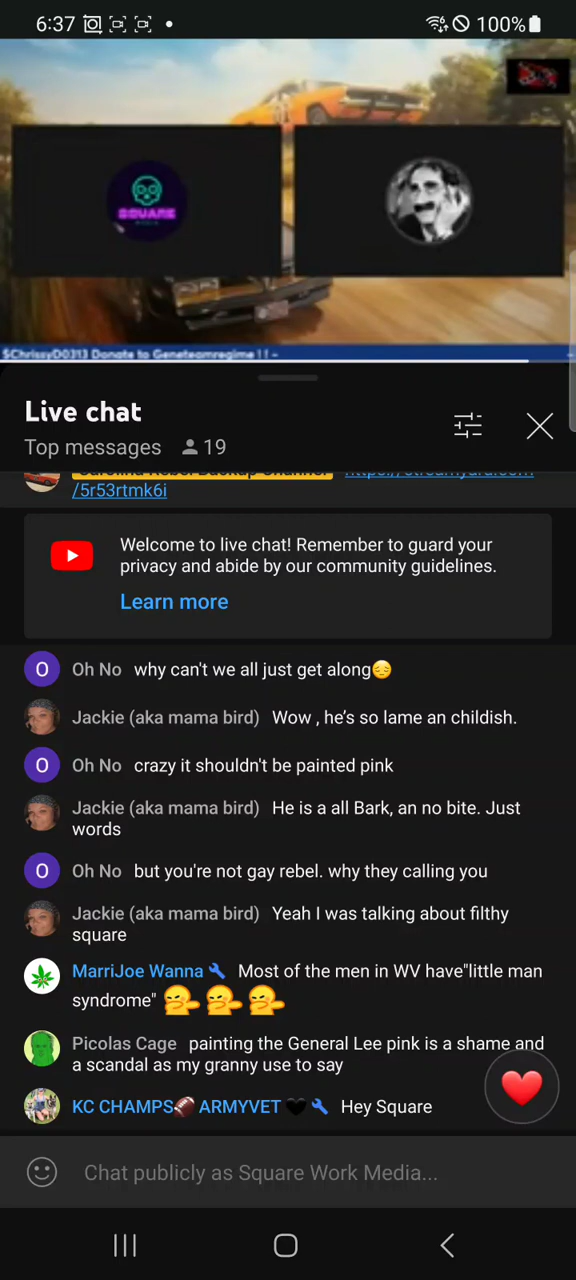 6:37
100%
SQUARE
$ChrissyD0313 Donate to Geneteamregime !! -
Live chat
Top messages 19
/5r53rtmk6i
Welcome to live chat! Remember to guard your
privacy and abide by our community guidelines.
Learn more
O Oh No why can't we all just get along😔
Jackie (aka mama bird) Wow , he's so lame an childish.
O Oh No crazy it shouldn't be painted pink
Jackie (aka mama bird) He is a all Bark, an no bite. Just
words
O Oh No but you're not gay rebel. why they calling you
Jackie (aka mama bird) Yeah I was talking about filthy
square
MarriJoe Wanna Most of the men in WV have"little man
syndrome"
Picolas Cage painting the General Lee pink is a shame and
a scandal as my granny use to say
KC CHAMPS🏈 ARMYVET🖤 Hey Square
Chat publicly as Square Work Media...